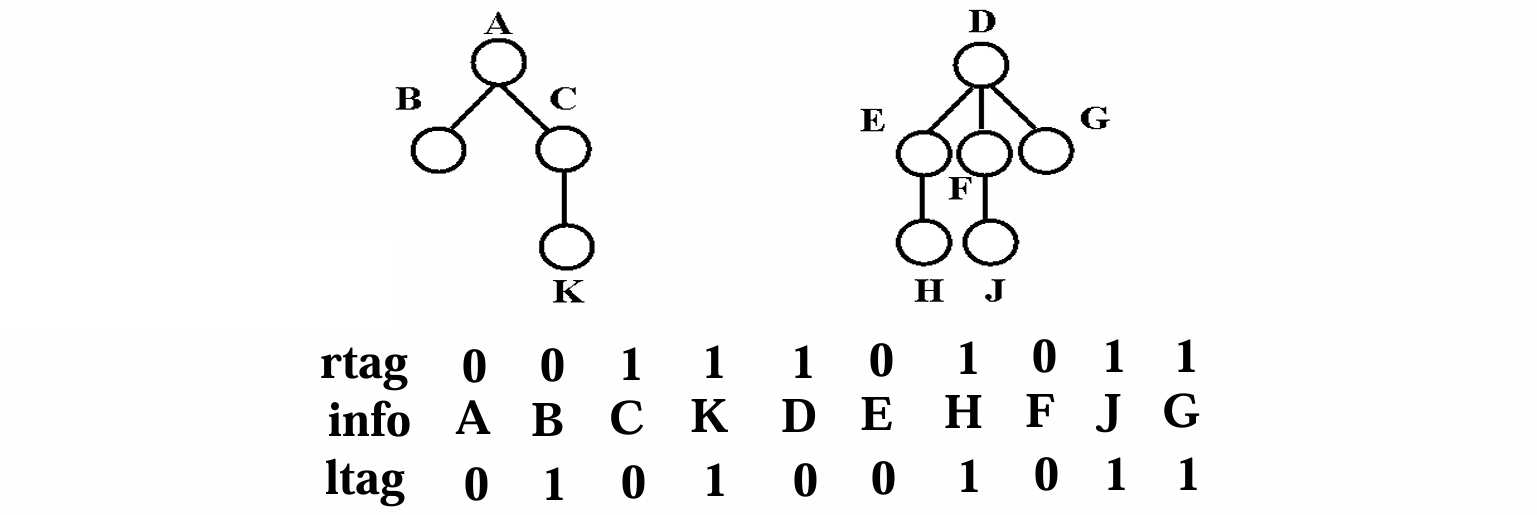 A
D
B C
E G
F
K
H J
rtag 0 0 1 1 1 0 1 0 1 1
info A B C K D E H F J G
ltag 0 1 0 1 0 0 1 0 1 1